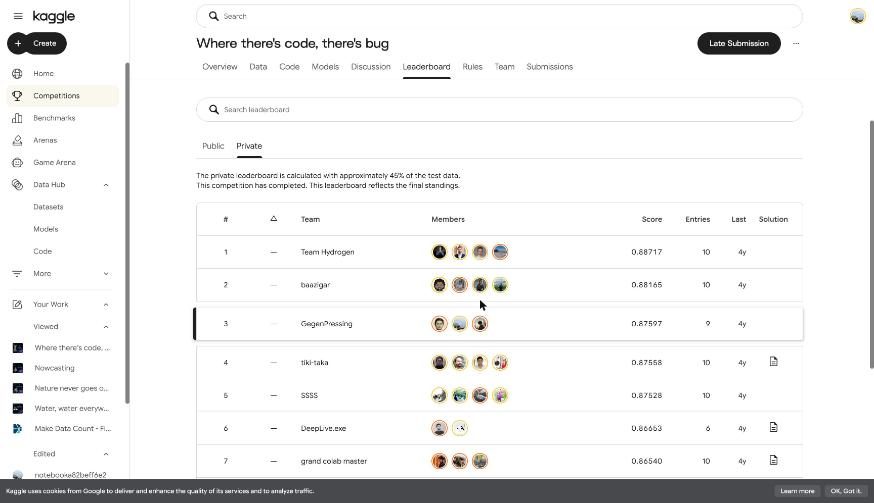 kaggle
Search
Create
Where there's code, there's bug
Late Submission
Overview Data Code Models Discussion Leaderboard Rules Team Submissions
Home
Competitions
Benchmarks
Arenas
Game Arena
Data Hub
Datasets
Models
Code
More
Your Work
Viewed
Where there's code, ...
Nowcasting
Nature never goes o...
Water, water everyw...
Make Data Count - Fi...
Edited
notebooka82beff6e2
Search leaderboard
Public Private
The private leaderboard is calculated with approximately 45% of the test data.
This competition has completed. This leaderboard reflects the final standings.
# Team Members Score Entries Last Solution
1 — Team Hydrogen 0.88717 10 4y
2 — baazigar 0.88165 10 4y
3 — GegenPressing 0.87597 9 4y
4 — tiki-taka 0.87558 10 4y
5 — SSSS 0.87528 10 4y
6 — DeepLive.exe 0.86653 6 4y
7 — grand colab master 0.86540 10 4y
Kaggle uses cookies from Google to deliver and enhance the quality of its services and to analyze traffic.
Learn more OK, Got it.